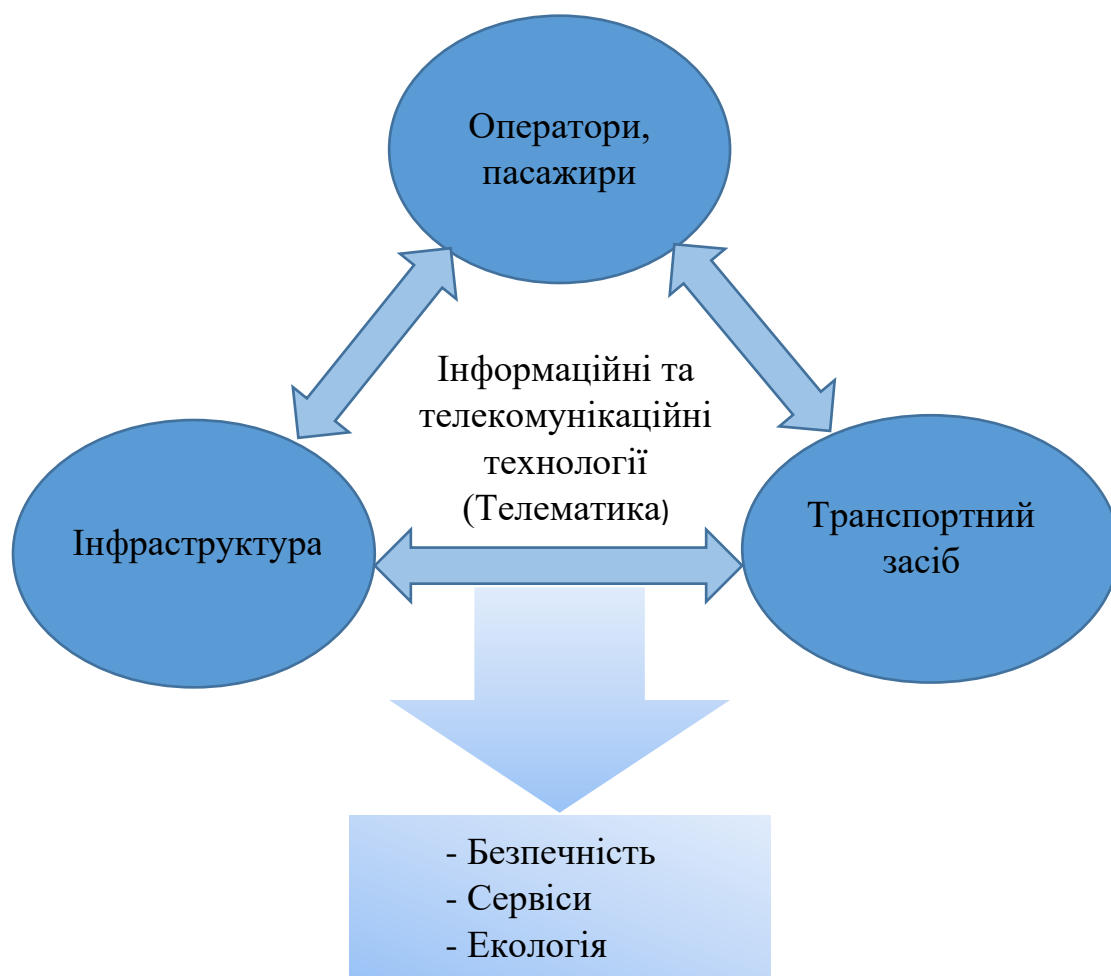 Оператори,
пасажири
Інформаційні та
телекомунікаційні
технології
(Телематика)
Інфраструктура
Транспортний
засіб
- Безпечність
- Сервіси
- Екологія